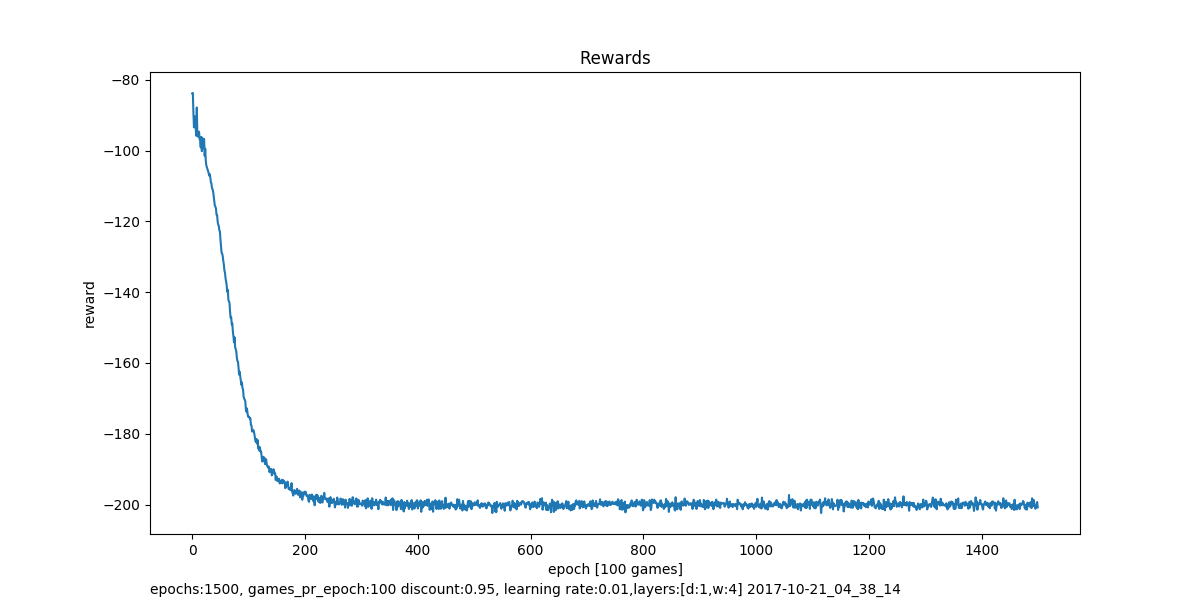 Rewards
−80
−100
−120
−140
−160
−180
−200
reward
0 200 400 600 800 1000 1200 1400
epoch [100 games]
epochs:1500, games_pr_epoch:100 discount:0.95, learning rate:0.01,layers:[d:1,w:4] 2017-10-21_04_38_14